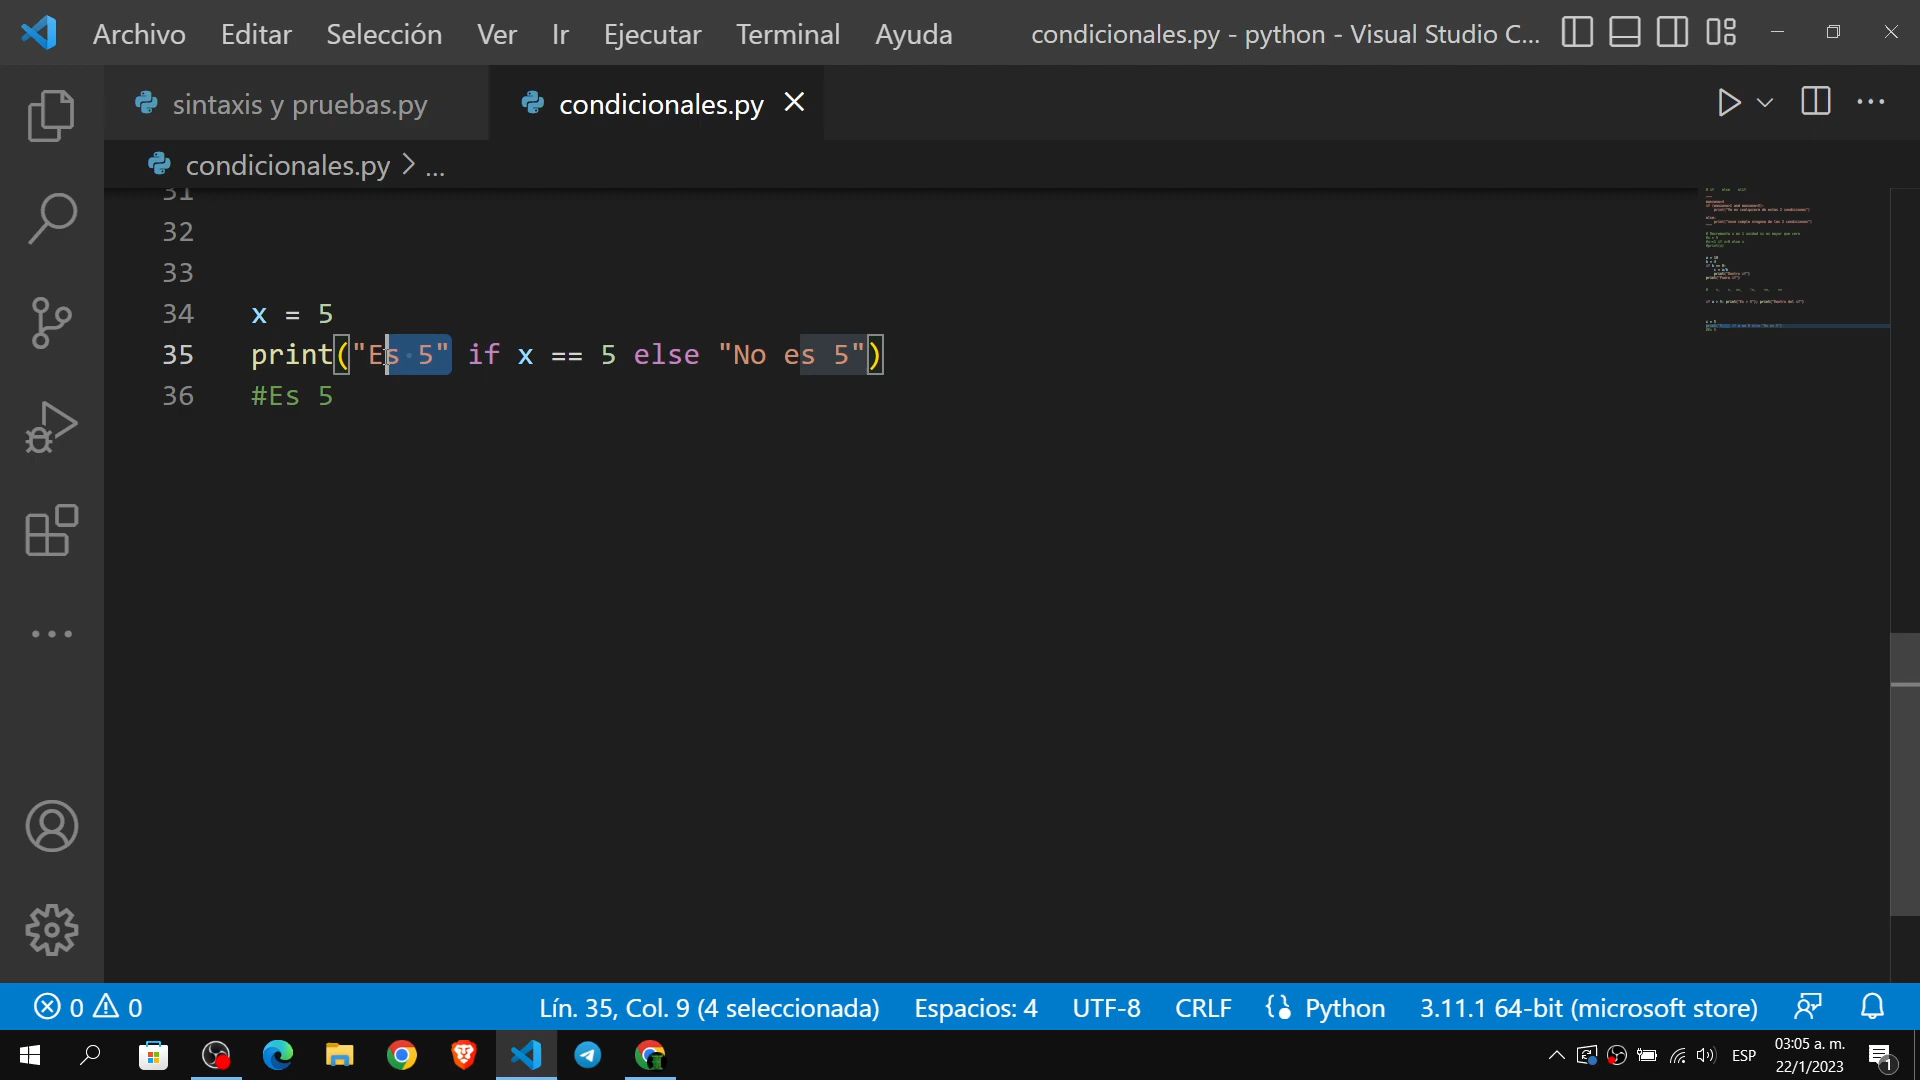 Archivo Editar Selección Ver Ir Ejecutar Terminal Ayuda condicionales.py - python - Visual Studio C...
sintaxis y pruebas.py condicionales.py
condicionales.py > ...
31
32
33
34 x = 5
35 print("Es 5" if x == 5 else "No es 5")
36 #Es 5
0 0 Lín. 35, Col. 9 (4 seleccionada) Espacios: 4 UTF-8 CRLF Python 3.11.1 64-bit (microsoft store)
ESP 03:05 a. m.
22/1/2023
1